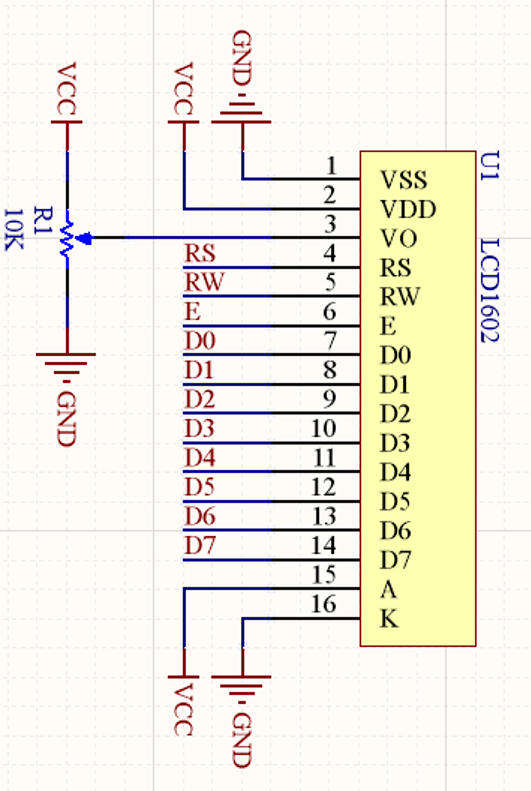 GND
VCC
VCC
U1
1
VSS
2
VDD
R1
10K
3
VO
LCD1602
RS
4
RS
RW
5
RW
E
6
E
D0
7
D0
D1
8
D1
D2
9
D2
D3
10
D3
D4
11
D4
D5
12
D5
D6
13
D6
D7
14
D7
15
A
16
K
GND
VCC
GND